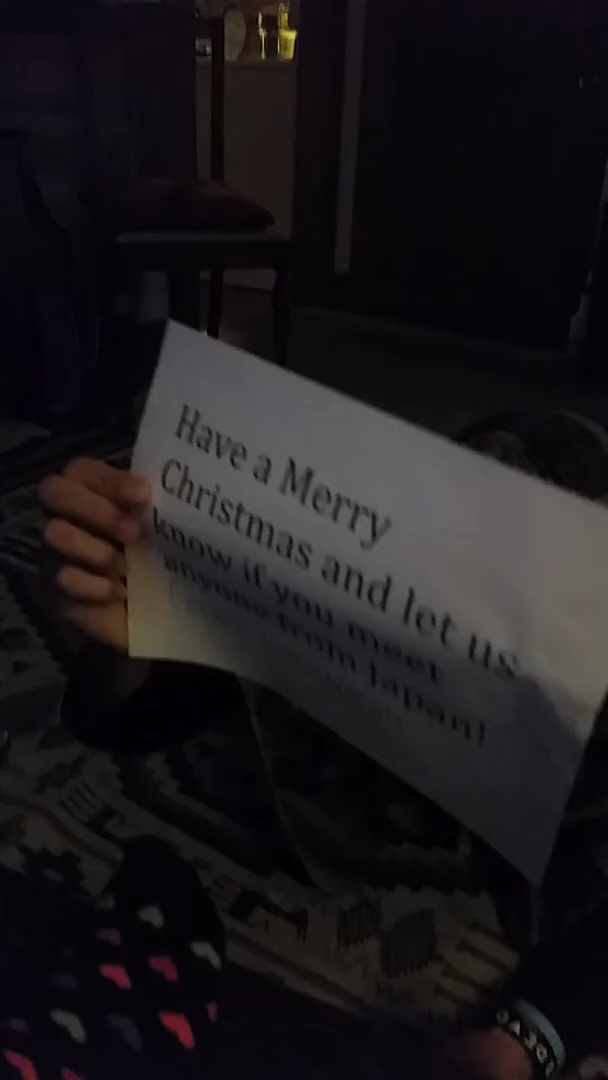 Have a Merry
Christmas and let us
know if you meet
anyone from Japan!